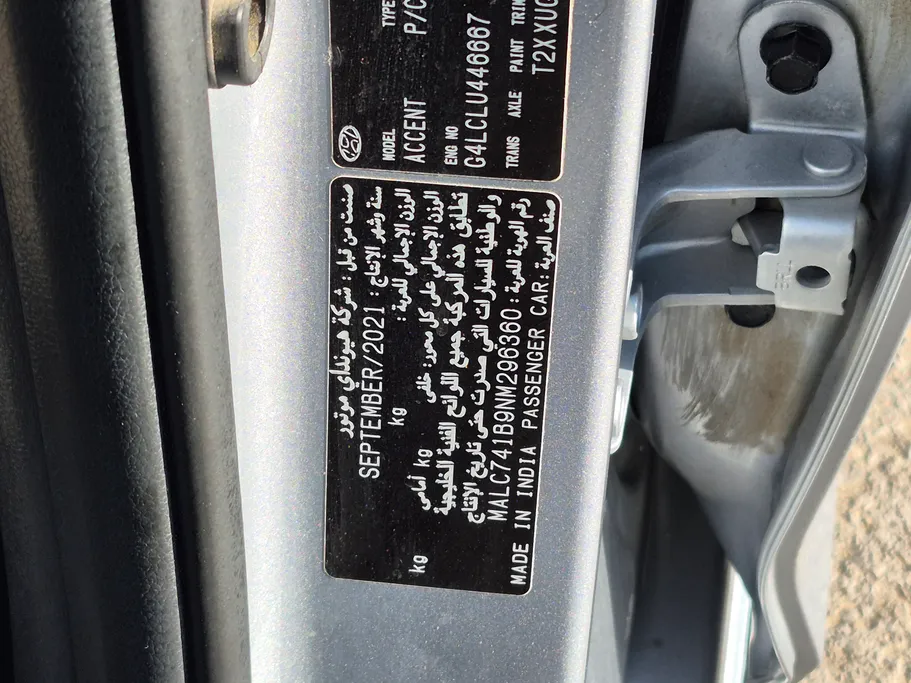 MODEL TYPE
ACCENT P/C
ENG NO
G4LCLU446667
TRANS AXLE PAINT TRIM
T2XXUG
صنعت من قبل : شركة هيونداي موتور
سنة وشهر الإنتاج : SEPTEMBER/2021
الوزن الإجمالي للعربة : kg
الوزن الإجمالي على كل محور: خلفي kg أمامي kg
تطابق هذه المركبة جميع اللوائح الفنية الخليجية
والوطنية للسيارات التي صدرت حتى تاريخ الإنتاج
رقم الهوية للعربة : MALC741B9NM296360
صنف العربة : PASSENGER CAR MADE IN INDIA